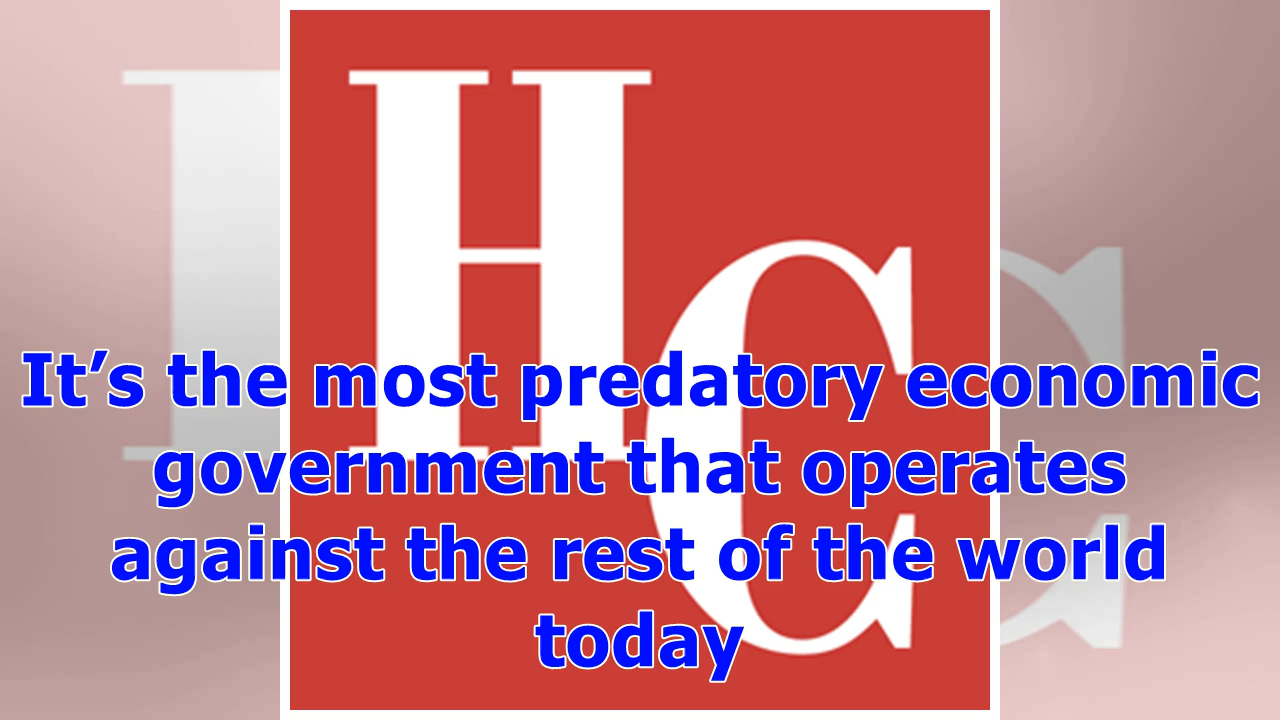 HC
It’s the most predatory economic
government that operates
against the rest of the world
today